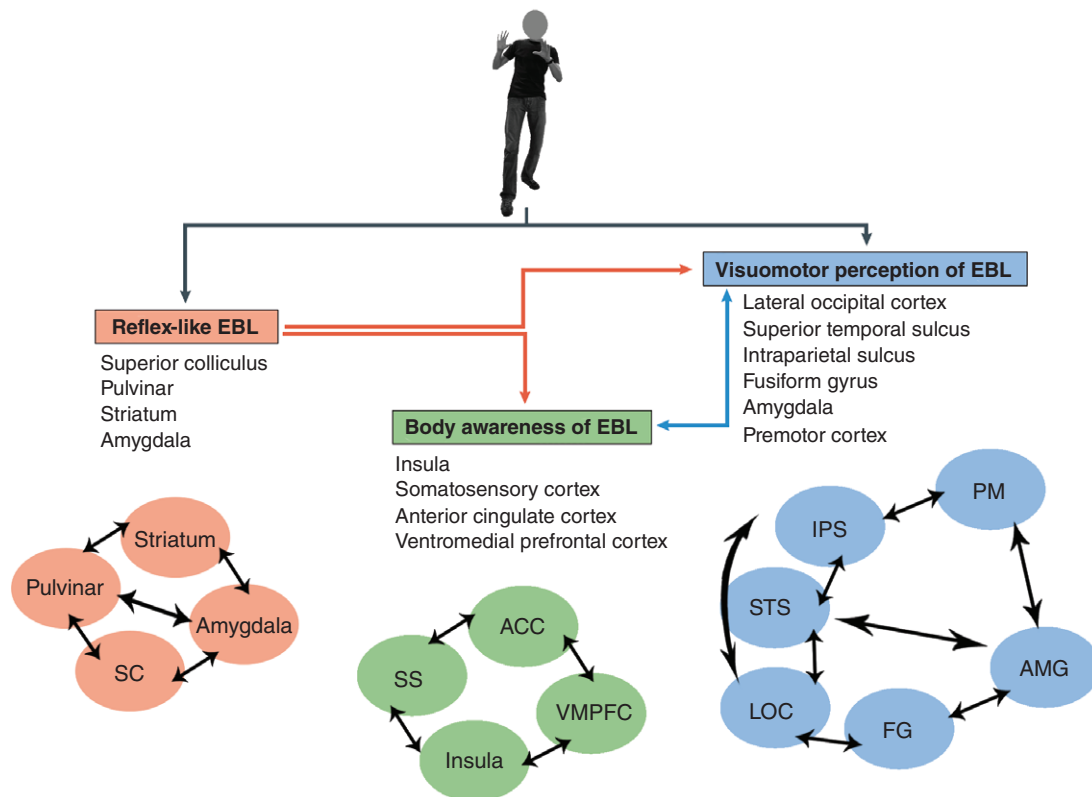 Visuomotor perception of EBL
Lateral occipital cortex
Superior temporal sulcus
Intraparietal sulcus
Fusiform gyrus
Amygdala
Premotor cortex
Reflex-like EBL
Superior colliculus
Pulvinar
Striatum
Amygdala
Body awareness of EBL
Insula
Somatosensory cortex
Anterior cingulate cortex
Ventromedial prefrontal cortex
Striatum
Pulvinar
Amygdala
SC
ACC
SS
VMPFC
Insula
PM
IPS
STS
AMG
LOC
FG